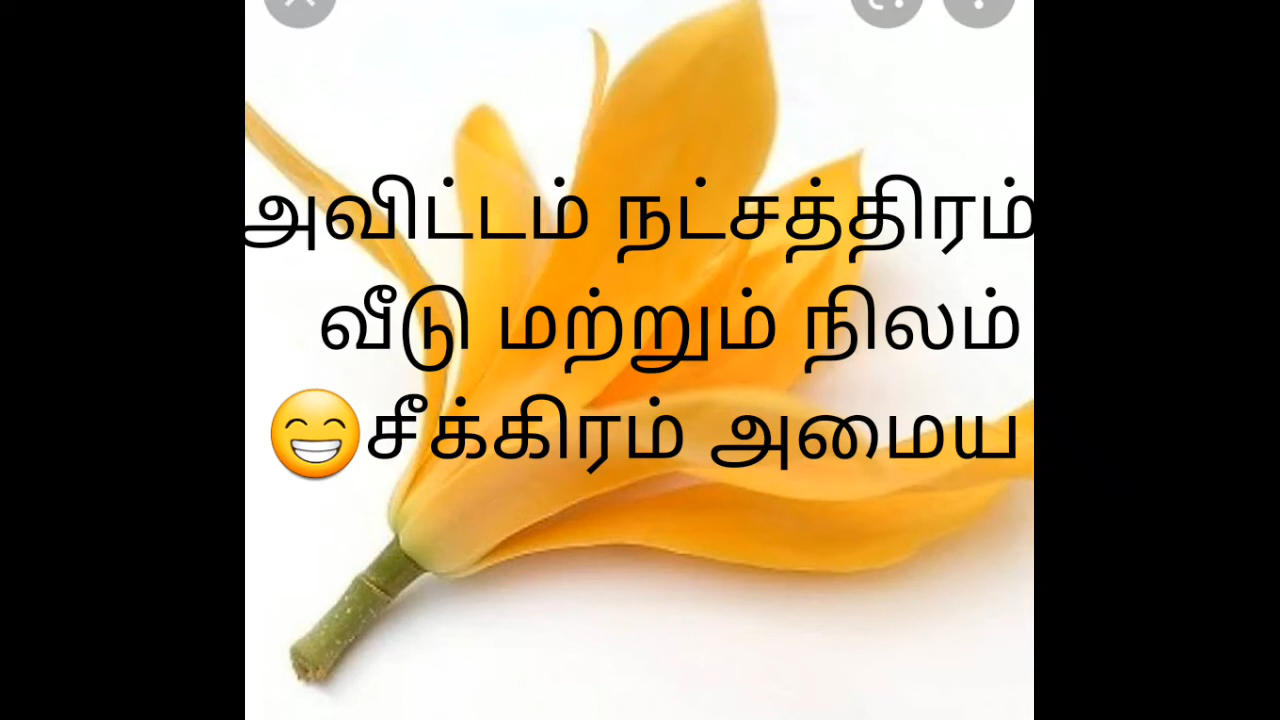 அவிட்டம் நட்சத்திரம்
வீடு மற்றும் நிலம்
😁சீக்கிரம் அமைய